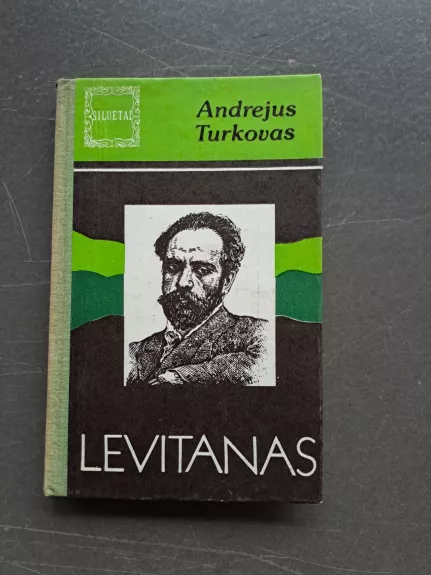 SILUETAI
Andrejus
Turkovas
LEVITANAS